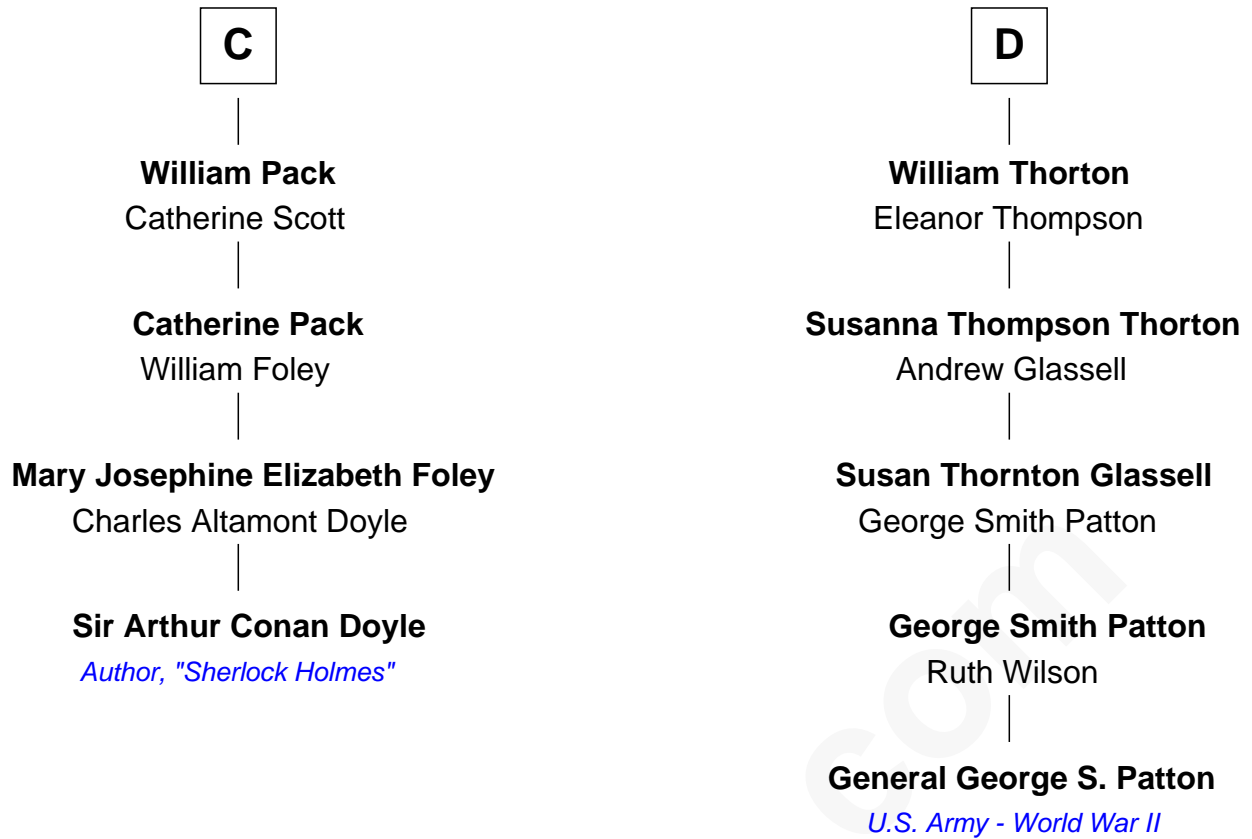 C
William Pack
Catherine Scott
Catherine Pack
William Foley
Mary Josephine Elizabeth Foley
Charles Altamont Doyle
Sir Arthur Conan Doyle
Author, "Sherlock Holmes"
D
William Thorton
Eleanor Thompson
Susanna Thompson Thorton
Andrew Glassell
Susan Thornton Glassell
George Smith Patton
George Smith Patton
Ruth Wilson
General George S. Patton
U.S. Army - World War II
com